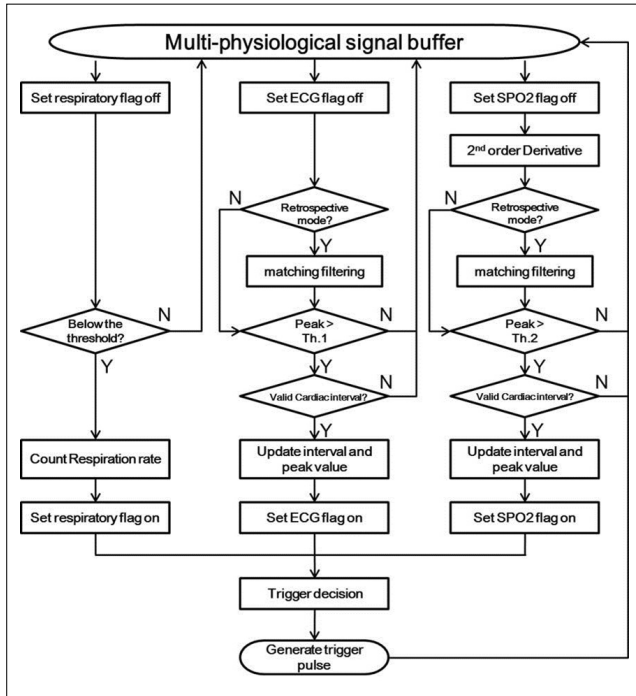 Multi-physiological signal buffer
Set respiratory flag off
Set ECG flag off
Set SPO2 flag off
2nd order Derivative
N
Retrospective
mode?
Y
N
Retrospective
mode?
Y
matching filtering
matching filtering
Below the
threshold?
N
Y
Peak >
Th.1
N
Y
Peak >
Th.2
N
Y
Valid Cardiac interval?
N
Y
Valid Cardiac interval?
N
Y
Count Respiration rate
Update interval and
peak value
Update interval and
peak value
Set respiratory flag on
Set ECG flag on
Set SPO2 flag on
Trigger decision
Generate trigger
pulse